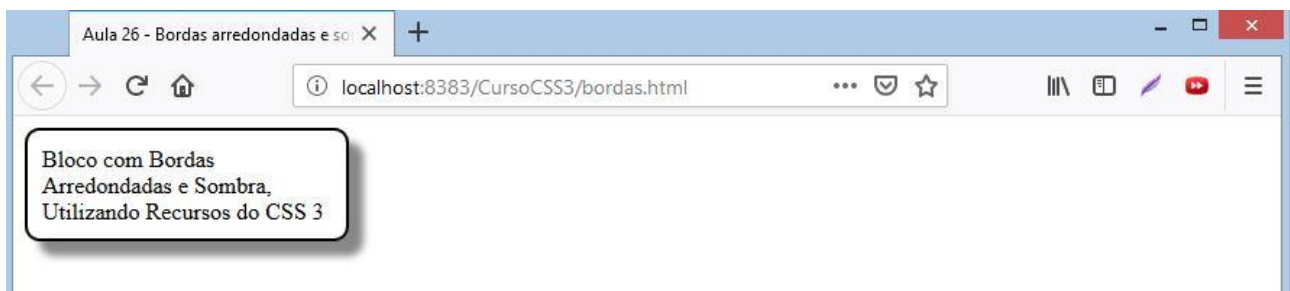 Aula 26 - Bordas arredondadas e so
localhost:8383/CursoCSS3/bordas.html
Bloco com Bordas
Arredondadas e Sombra,
Utilizando Recursos do CSS 3